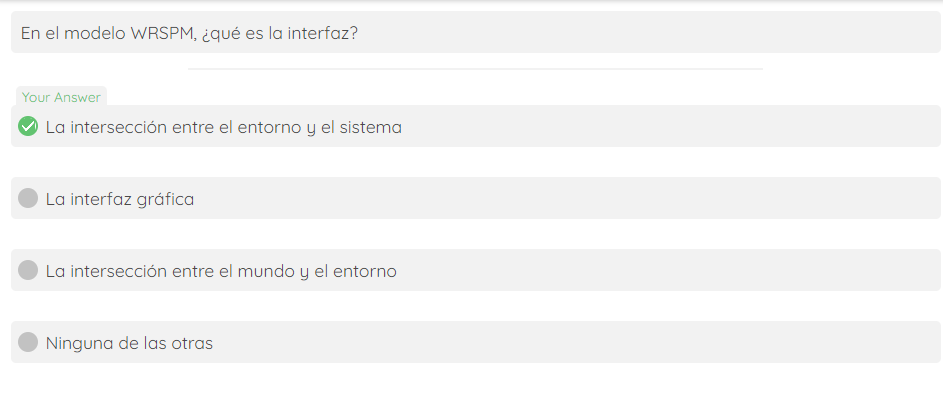 En el modelo WRSPM, ¿qué es la interfaz?
Your Answer
La intersección entre el entorno y el sistema
La interfaz gráfica
La intersección entre el mundo y el entorno
Ninguna de las otras